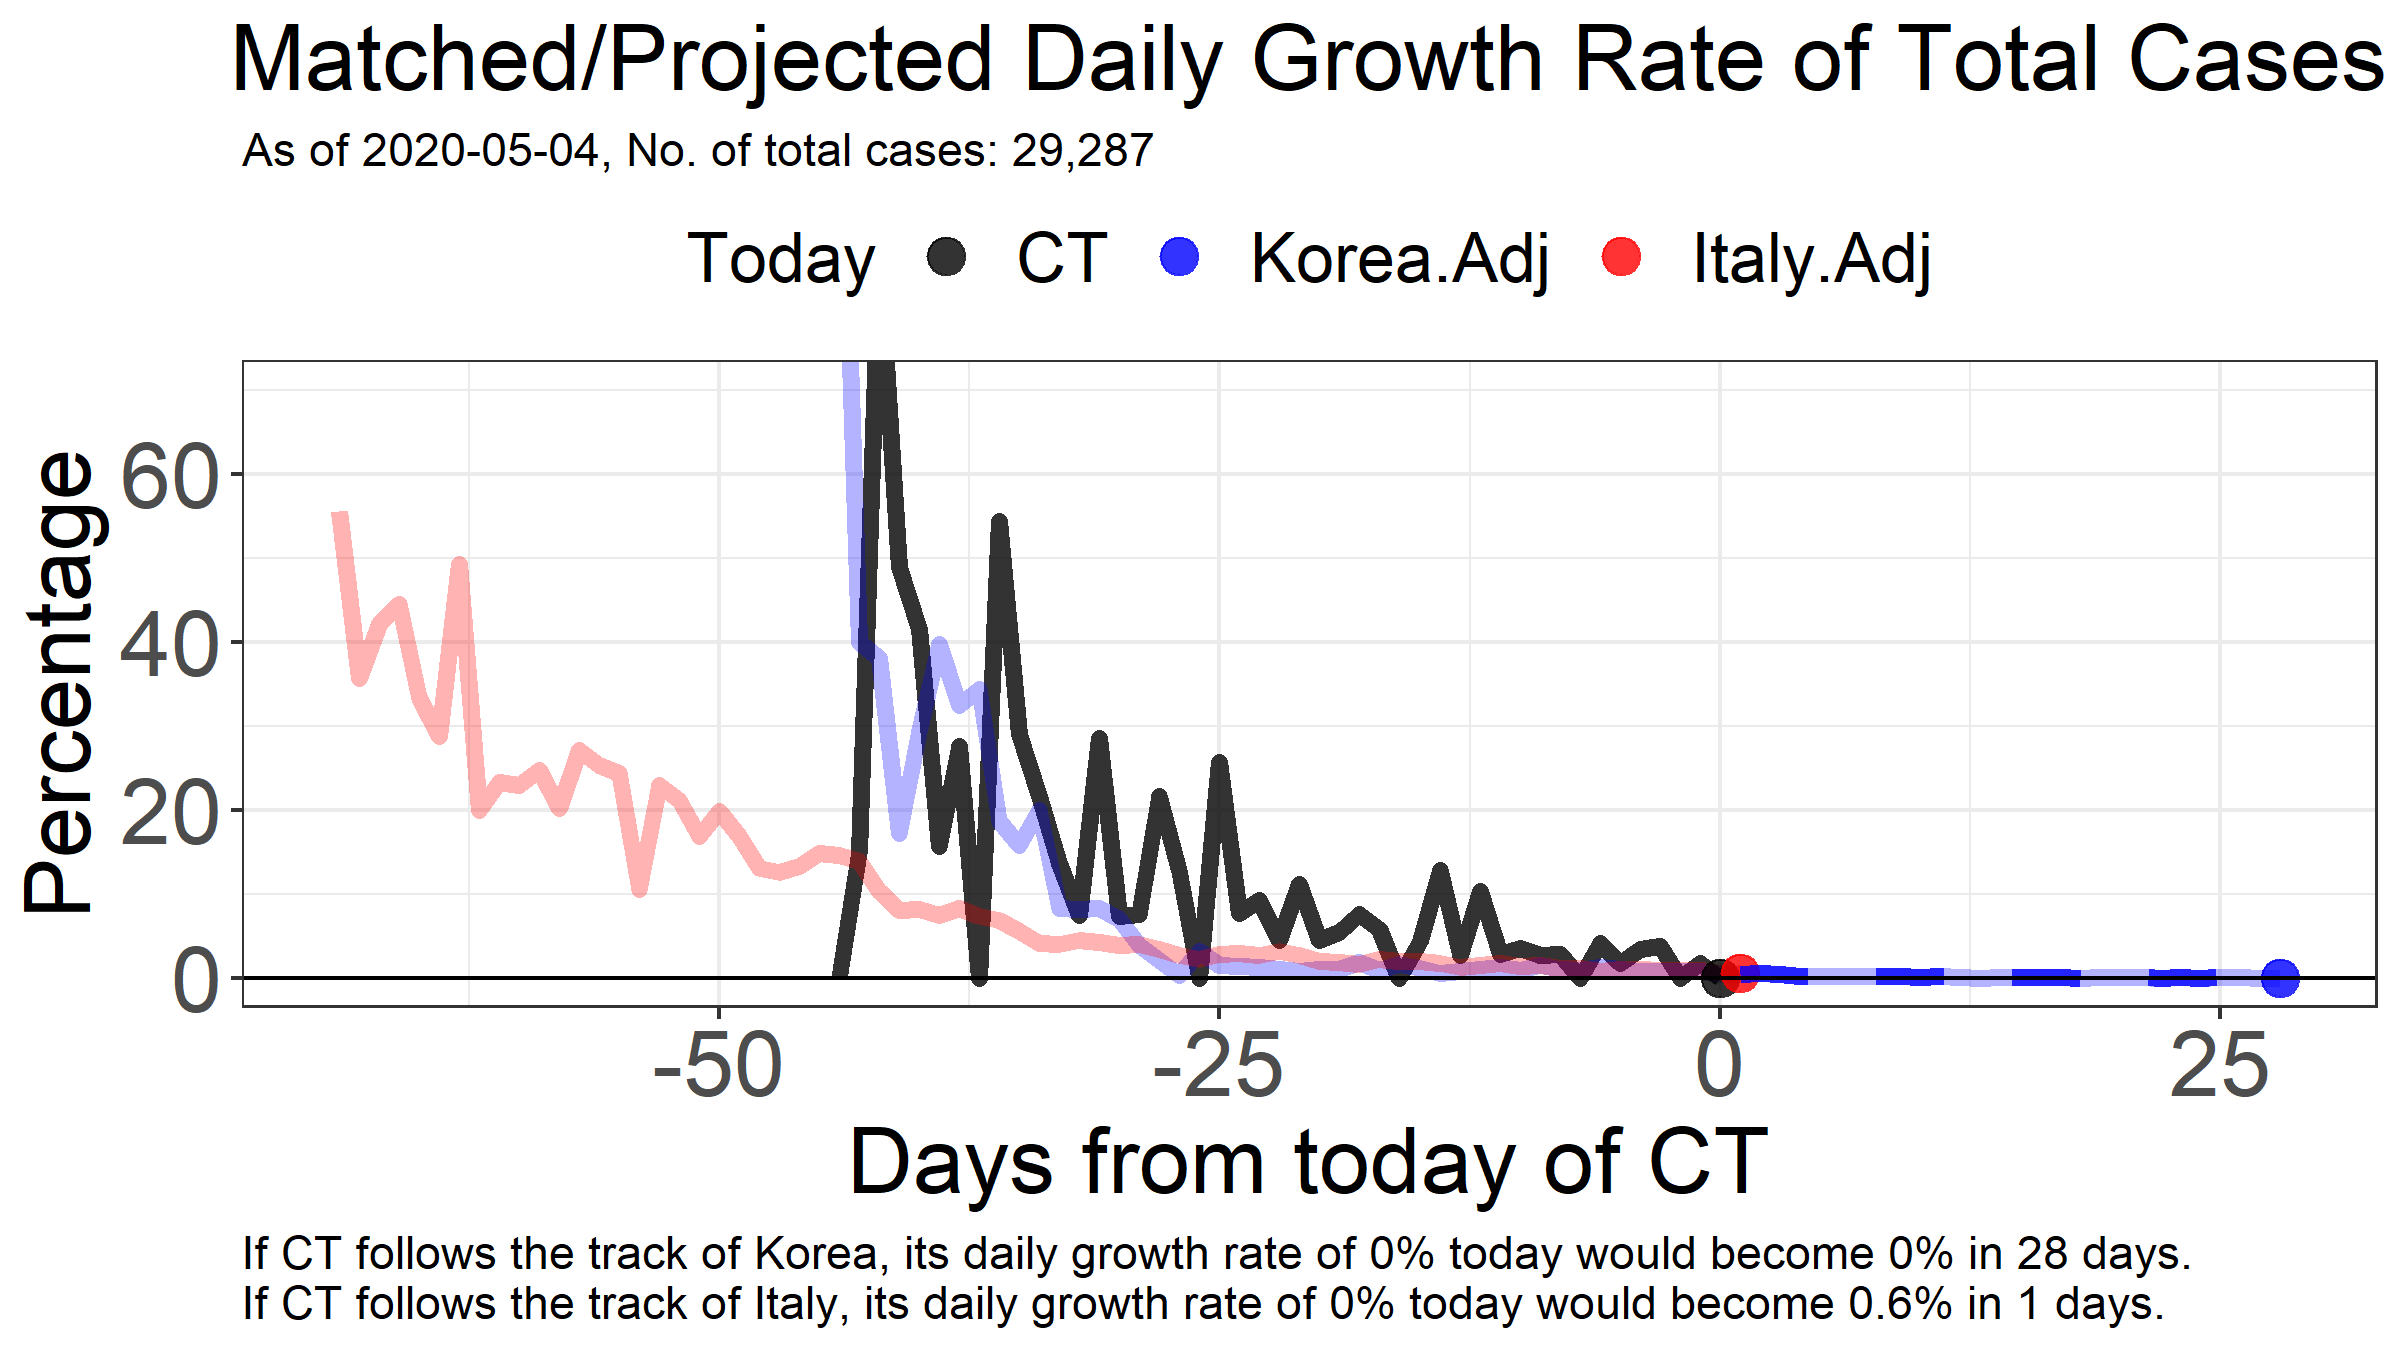 Matched/Projected Daily Growth Rate of Total Cases
As of 2020-05-04, No. of total cases: 29,287
Today CT Korea.Adj Italy.Adj
Percentage
60
40
20
0
-50 -25 0 25
Days from today of CT
If CT follows the track of Korea, its daily growth rate of 0% today would become 0% in 28 days.
If CT follows the track of Italy, its daily growth rate of 0% today would become 0.6% in 1 days.